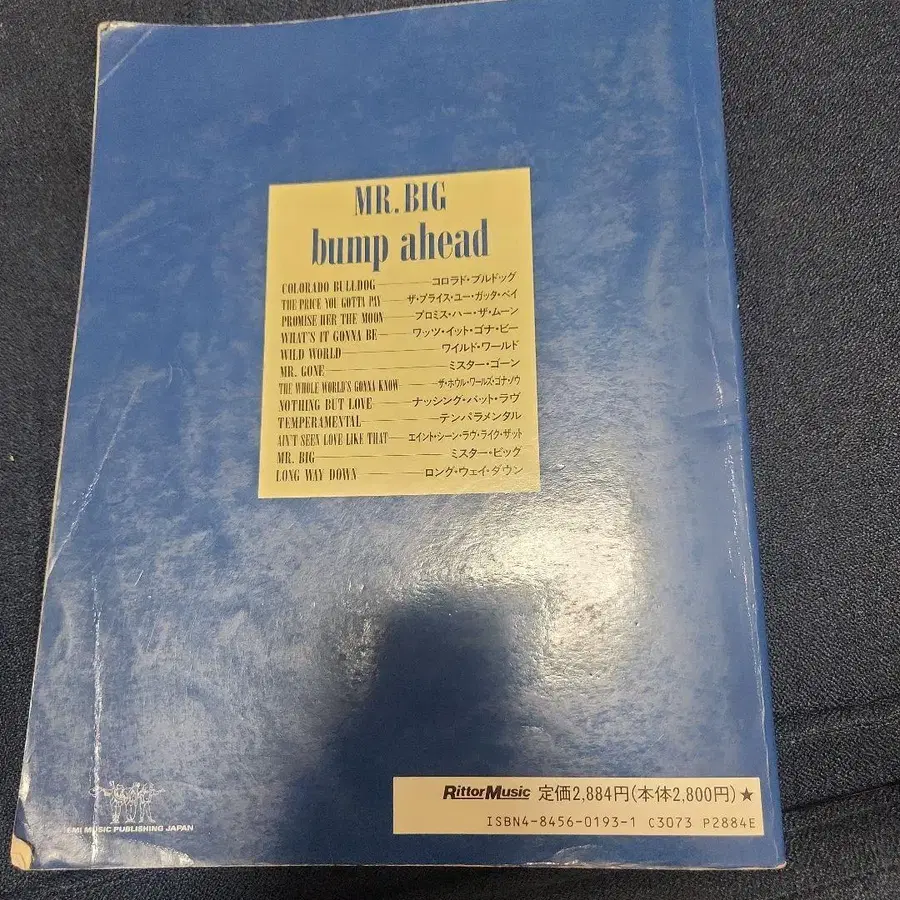 MR. BIG
bump ahead
COLORADO BULLDOG コロラド・ブルドッグ
THE PRICE YOU GOTTA PAY ザ・プライス・ユー・ガッタ・ペイ
PROMISE HER THE MOON プロミス・ハー・ザ・ムーン
WHAT'S IT GONNA BE ワッツ・イット・ゴナ・ビー
WILD WORLD ワイルド・ワールド
MR. GONE ミスター・ゴーン
THE WHOLE WORLD'S GONNA KNOW ザ・ホウル・ワールズ・ゴナ・ノウ
NOTHING BUT LOVE ナッシング・バット・ラヴ
TEMPERAMENTAL テンパラメンタル
AIN'T SEEN LOVE LIKE THAT エイント・シーン・ラヴ・ライク・ザット
MR. BIG ミスター・ビッグ
LONG WAY DOWN ロング・ウェイ・ダウン
RittorMusic 定価2,884円(本体2,800円)★
ISBN4-8456-0193-1 C3073 P2884E
EMI MUSIC PUBLISHING JAPAN